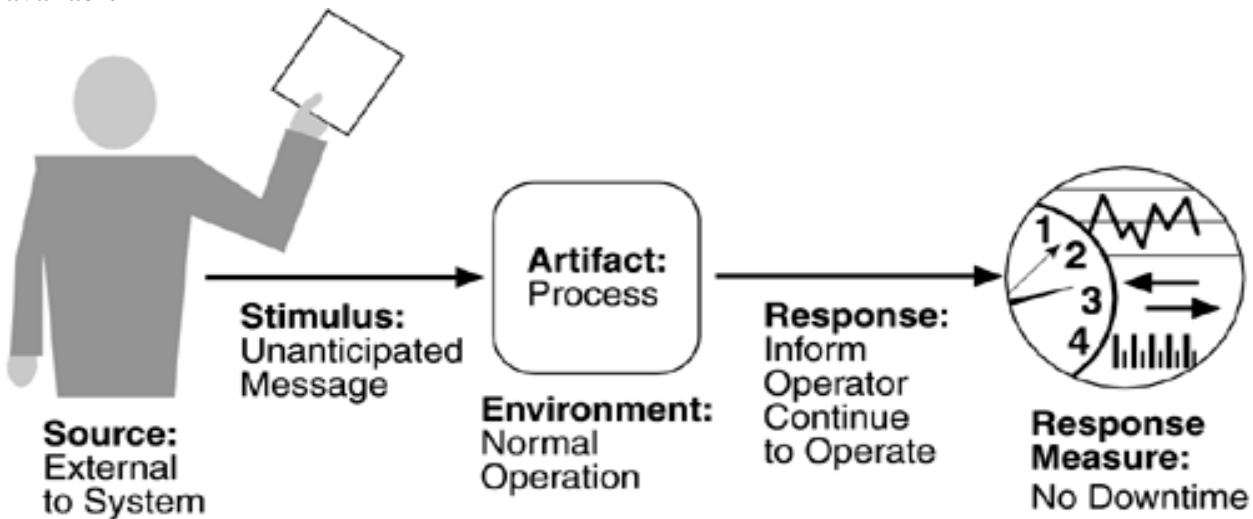 Source:
External
to System
Stimulus:
Unanticipated
Message
Artifact:
Process
Environment:
Normal
Operation
Response:
Inform
Operator
Continue
to Operate
1
2
3
4
Response
Measure:
No Downtime